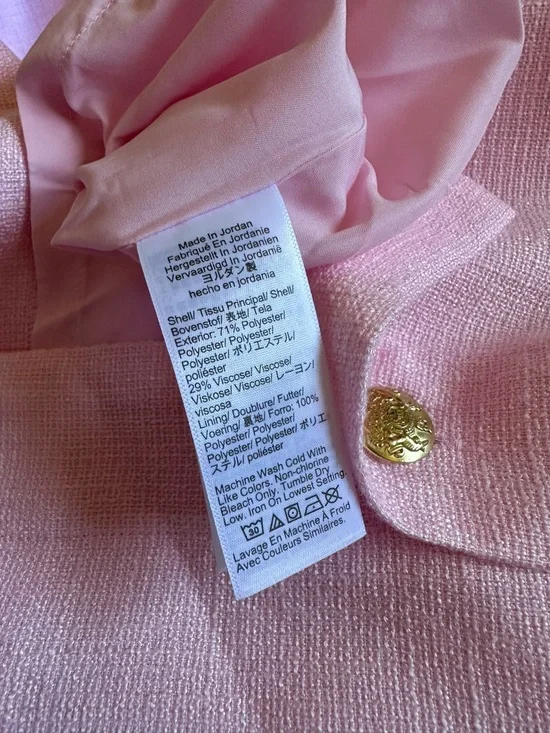 Made In Jordan
Fabriqué En Jordanie
Hergestellt In Jordanien
Vervaardigd In Jordanië
ヨルダン製
hecho en jordania
Shell/ Tissu Principal/ Shell/
Bovenstof/ 表地/ Tela
Exterior: 71% Polyester/
Polyester/ Polyester/
Polyester/ ポリエステル/
poliéster
29% Viscose/ Viscose/
Viskose/ Viscose/ レーヨン/
viscosa
Lining/ Doublure/ Futter/
Voering/ 裏地/ Forro: 100%
Polyester/ Polyester/
Polyester/ Polyester/ ポリエ
ステル/ poliéster
Machine Wash Cold With
Like Colors. Non-chlorine
Bleach Only. Tumble Dry
Low. Iron On Lowest Setting.
30
Lavage En Machine À Froid
Avec Couleurs Similaires.